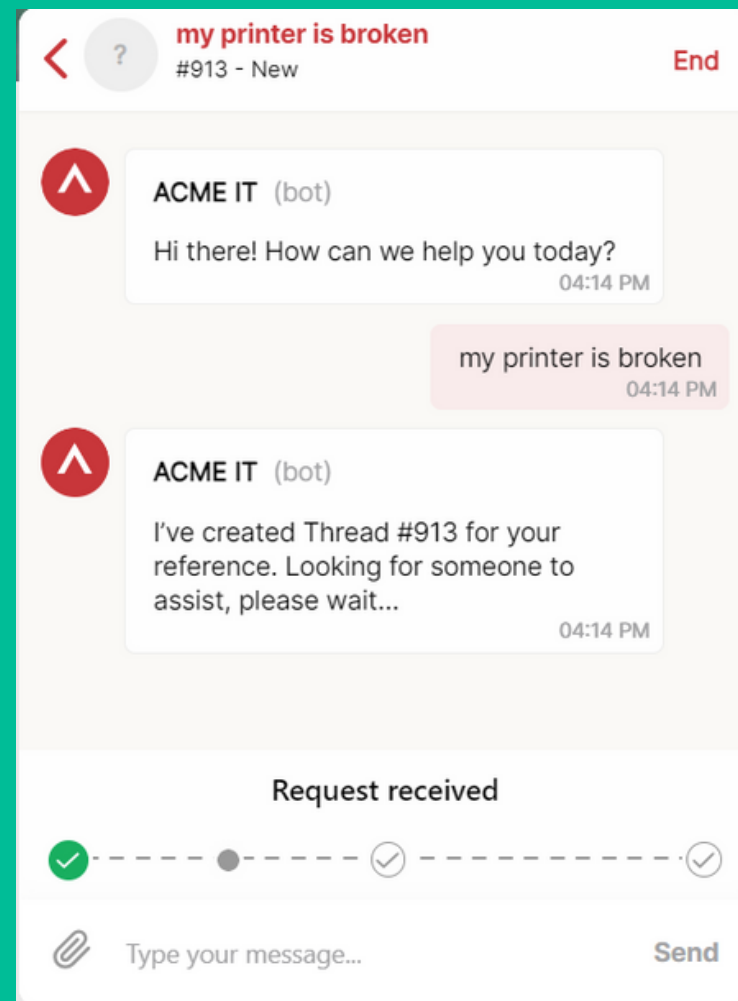 ?
my printer is broken
#913 - New
End
ACME IT (bot)
Hi there! How can we help you today?
04:14 PM
my printer is broken
04:14 PM
ACME IT (bot)
I've created Thread #913 for your
reference. Looking for someone to
assist, please wait...
04:14 PM
Request received
Type your message...
Send